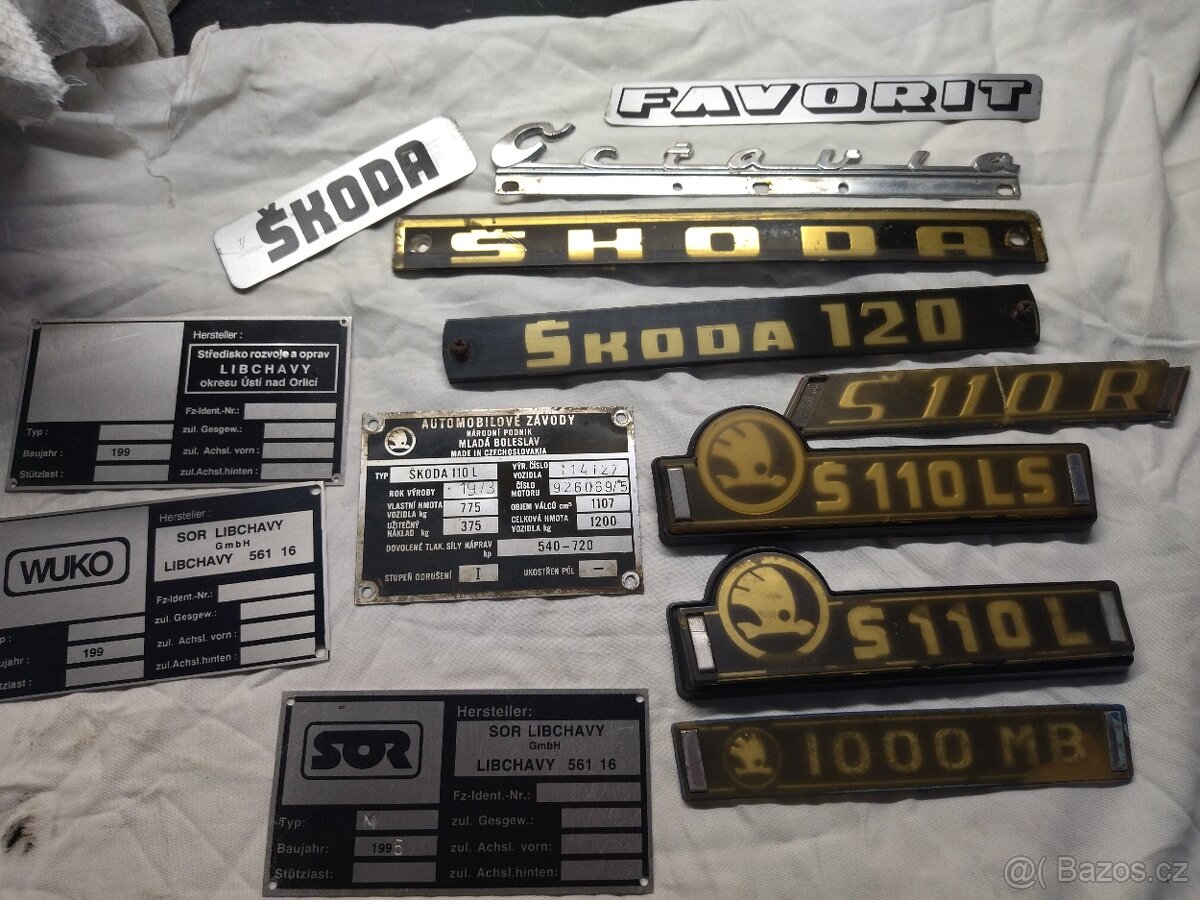 FAVORIT
Octavia
ŠKODA
ŠKODA
ŠKODA 120
Š 110 R
Š110LS
Š110L
1000 MB
Hersteller :
Středisko rozvoje a oprav
LIBCHAVY
okresu Ústí nad Orlicí
Fz-Ident.-Nr.:
Typ :
zul. Gesgew.:
Baujahr: 199
zul. Achsl. vorn:
Stützlast:
zul.Achsl.hinten :
WUKO
Hersteller :
SOR LIBCHAVY
GmbH
LIBCHAVY 561 16
Fz-Ident.-Nr.:
zul. Gesgew.:
199
zul. Achsl. vorn :
zul.Achsl.hinten :
AUTOMOBILOVÉ ZÁVODY
NÁRODNÍ PODNIK
MLADÁ BOLESLAV
MADE IN CZECHOSLOVAKIA
TYP ŠKODA 110 L
VÝR. ČÍSLO VOZIDLA 114127
ROK VÝROBY
ČÍSLO MOTORU 926089/5
VLASTNÍ HMOTA VOZIDLA kg 775
OBJEM VÁLCŮ cm³ 1107
UŽITEČNÝ NÁKLAD kg 375
CELKOVÁ HMOTA VOZIDLA kg 1200
DOVOLENÉ TLAK. SÍLY NÁPRAV kp 540-720
STUPEŇ ODRUŠENÍ I
UKOSTŘEN PÓL -
SOR
Hersteller:
SOR LIBCHAVY
GmbH
LIBCHAVY 561 16
Fz-Ident.-Nr.:
Typ:
zul. Gesgew.:
Baujahr: 1995
zul. Achsl. vorn:
Stützlast:
zul.Achsl.hinten:
@( Bazos.cz